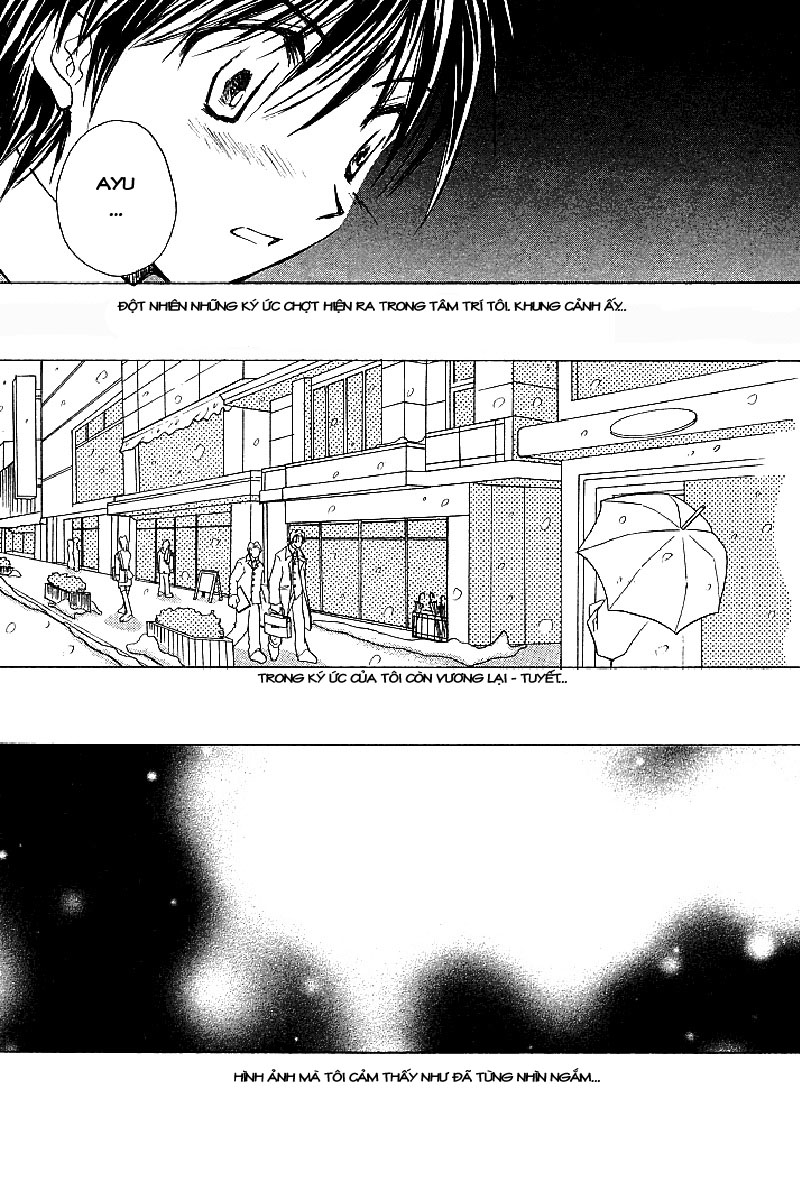 AYU
...
ĐỘT NHIÊN NHỮNG KÝ ỨC CHỢT HIỆN RA TRONG TÂM TRÍ TÔI. KHUNG CẢNH ẤY...
TRONG KÝ ỨC CỦA TÔI CÒN VƯƠNG LẠI - TUYẾT...
HÌNH ẢNH MÀ TÔI CẢM THẤY NHƯ ĐÃ TỪNG NHÌN NGẮM...